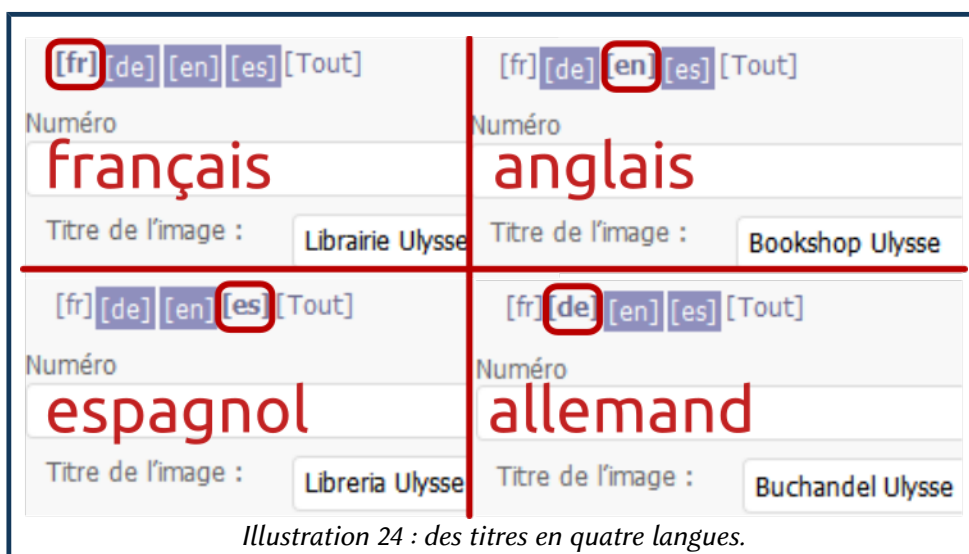 [fr] [de] [en] [es] [Tout]
Numéro
français
Titre de l'image : Librairie Ulysse
[fr] [de] [en] [es] [Tout]
Numéro
anglais
Titre de l'image : Bookshop Ulysse
[fr] [de] [en] [es] [Tout]
Numéro
espagnol
Titre de l'image : Libreria Ulysse
[fr] [de] [en] [es] [Tout]
Numéro
allemand
Titre de l'image : Buchandel Ulysse
Illustration 24 : des titres en quatre langues.